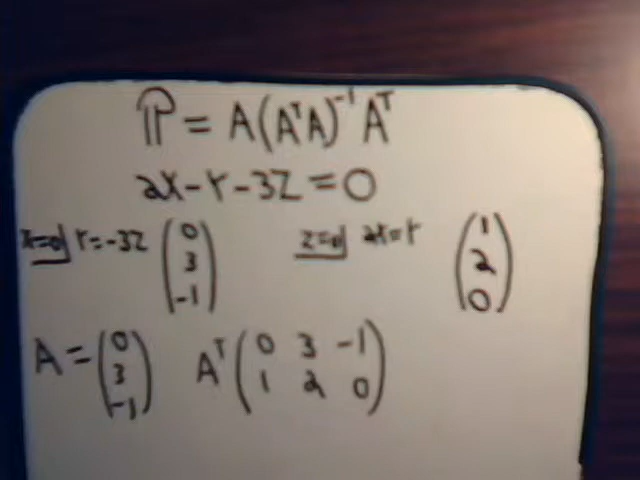 ℙ = A(AᵀA)⁻¹Aᵀ
2x-y-3z=0
x=0 y=-3z (0 3 -1) z=0 2x=y (1 2 0)
A=(0 3 -1) Aᵀ(0 3 -1
1 2 0)